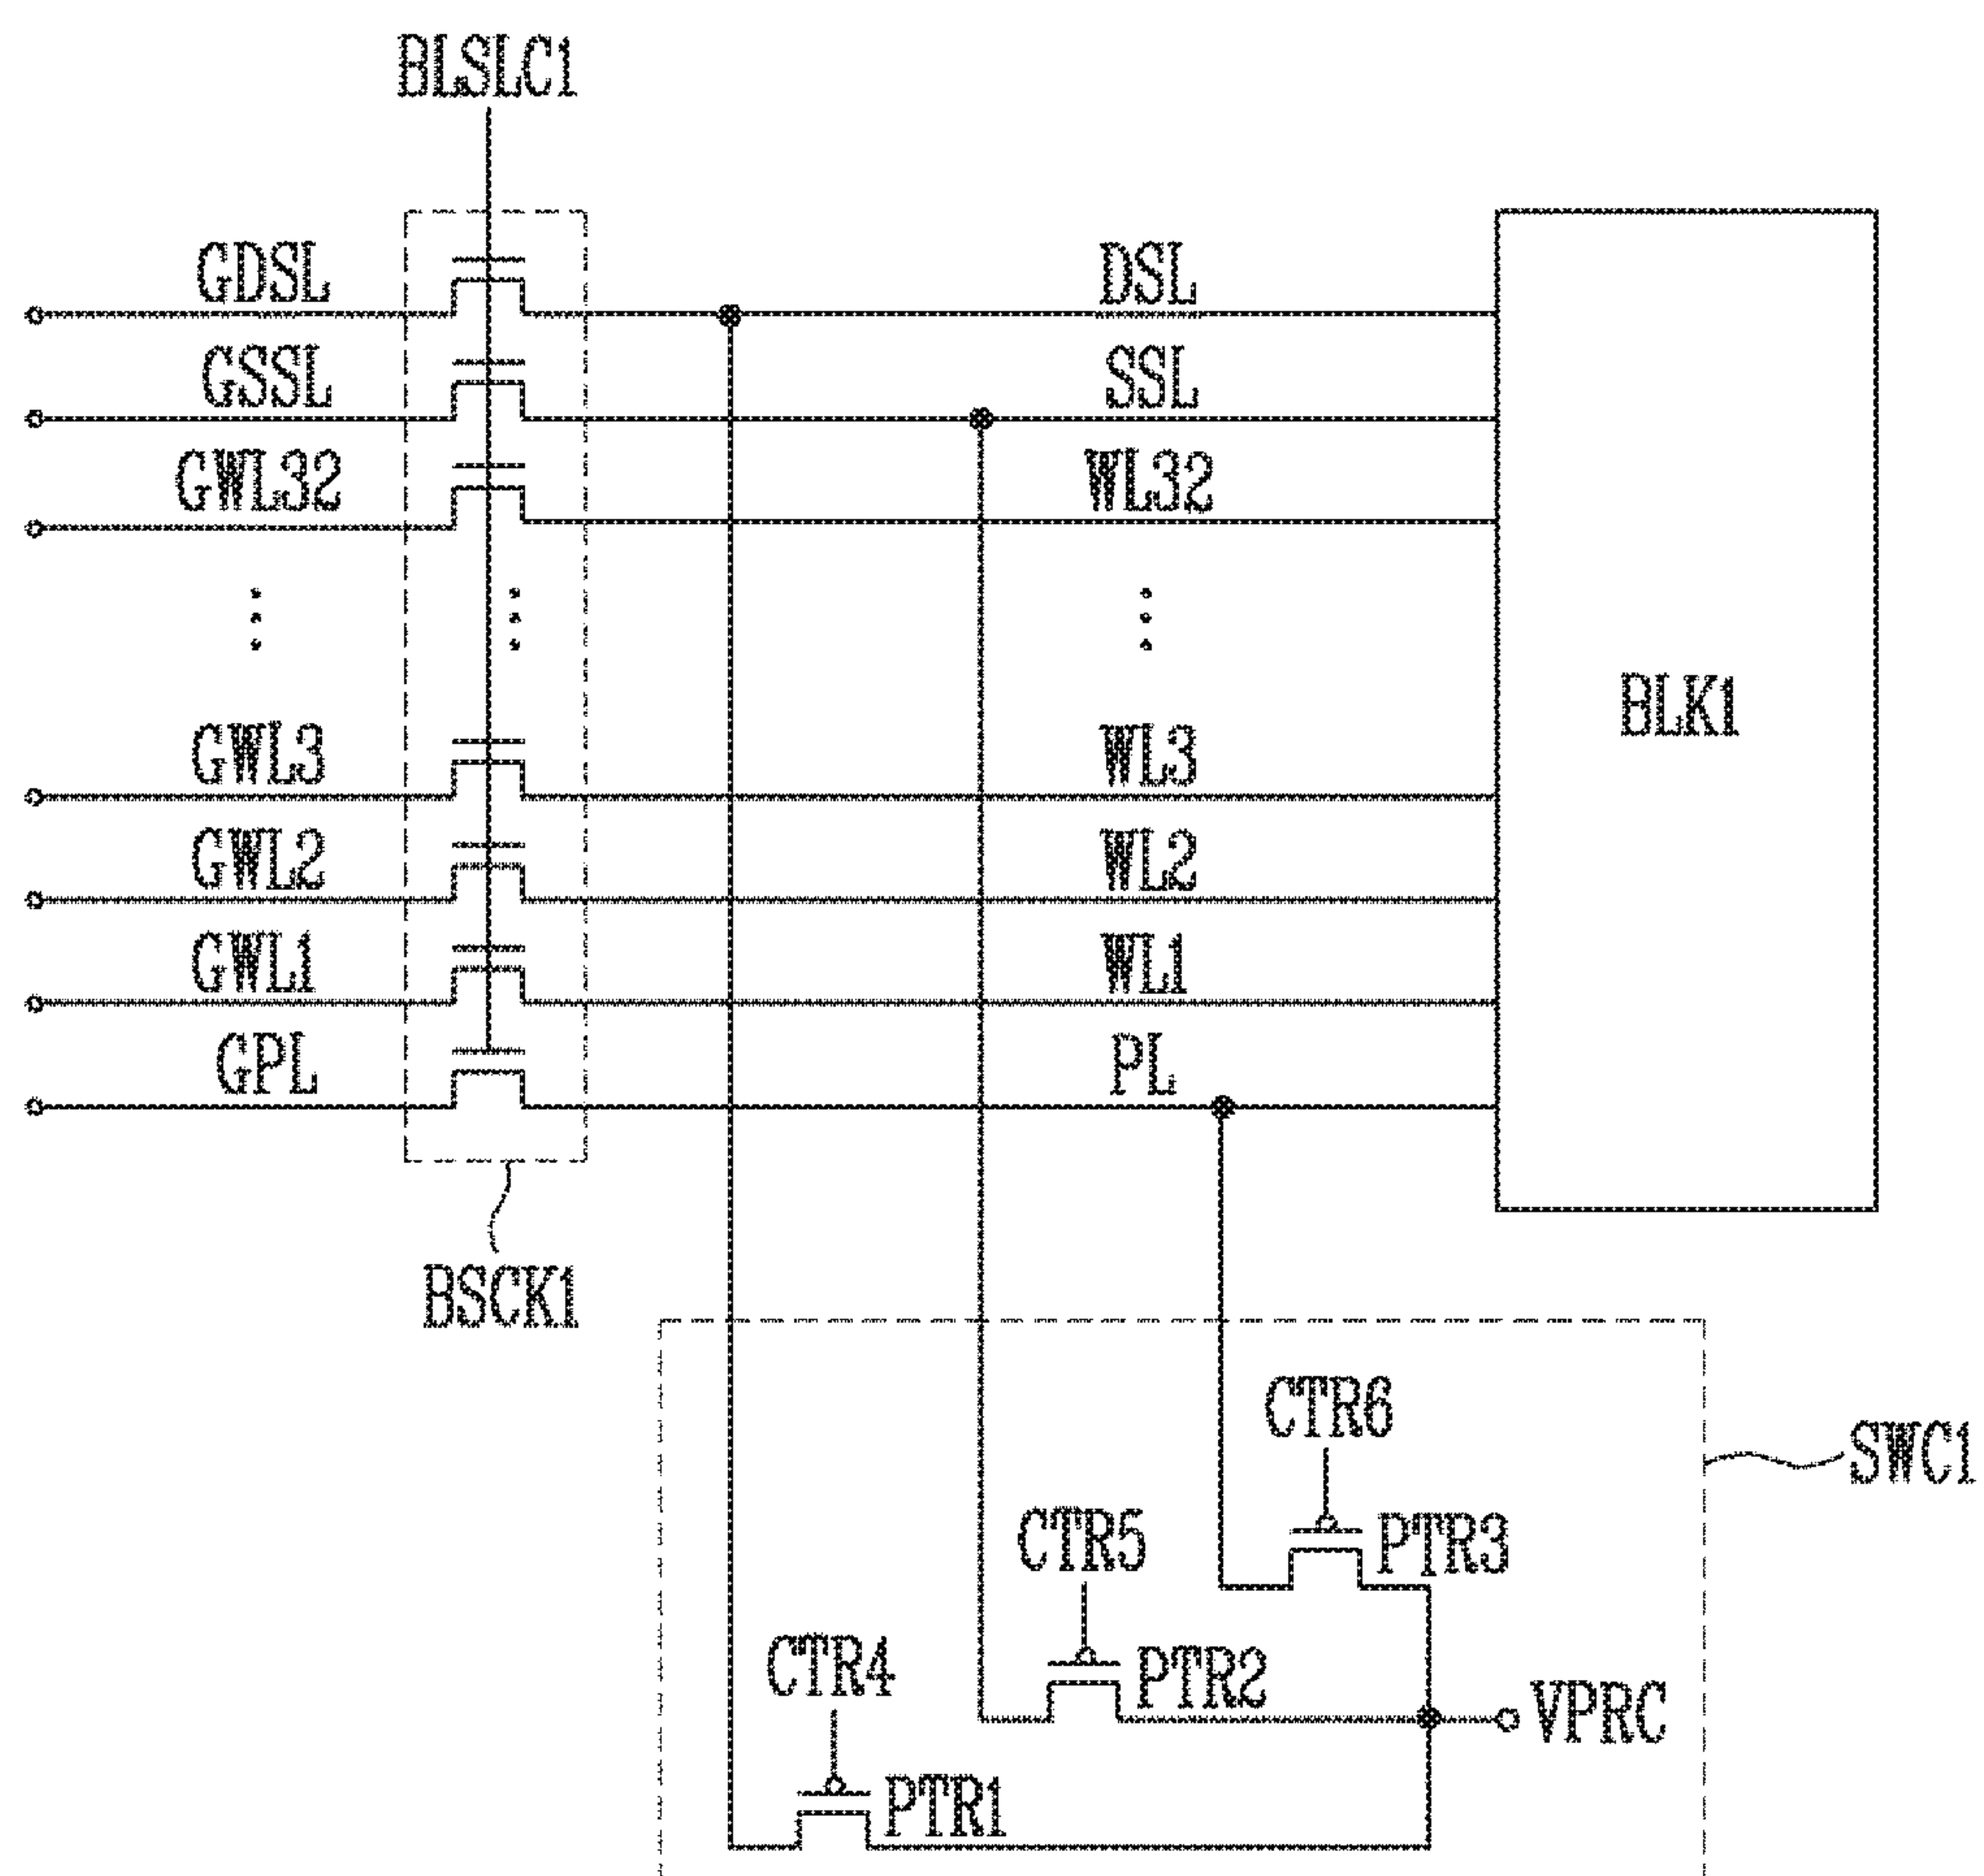 BLSLC1
GDSL DSL
GSSL SSL
GWL32 WL32
BLK1
GWL3 WL3
GWL2 WL2
GWL1 WL1
GPL PL
BSCK1
CTR6
SWC1
CTR5 PTR3
CTR4 PTR2
VPRC
PTR1